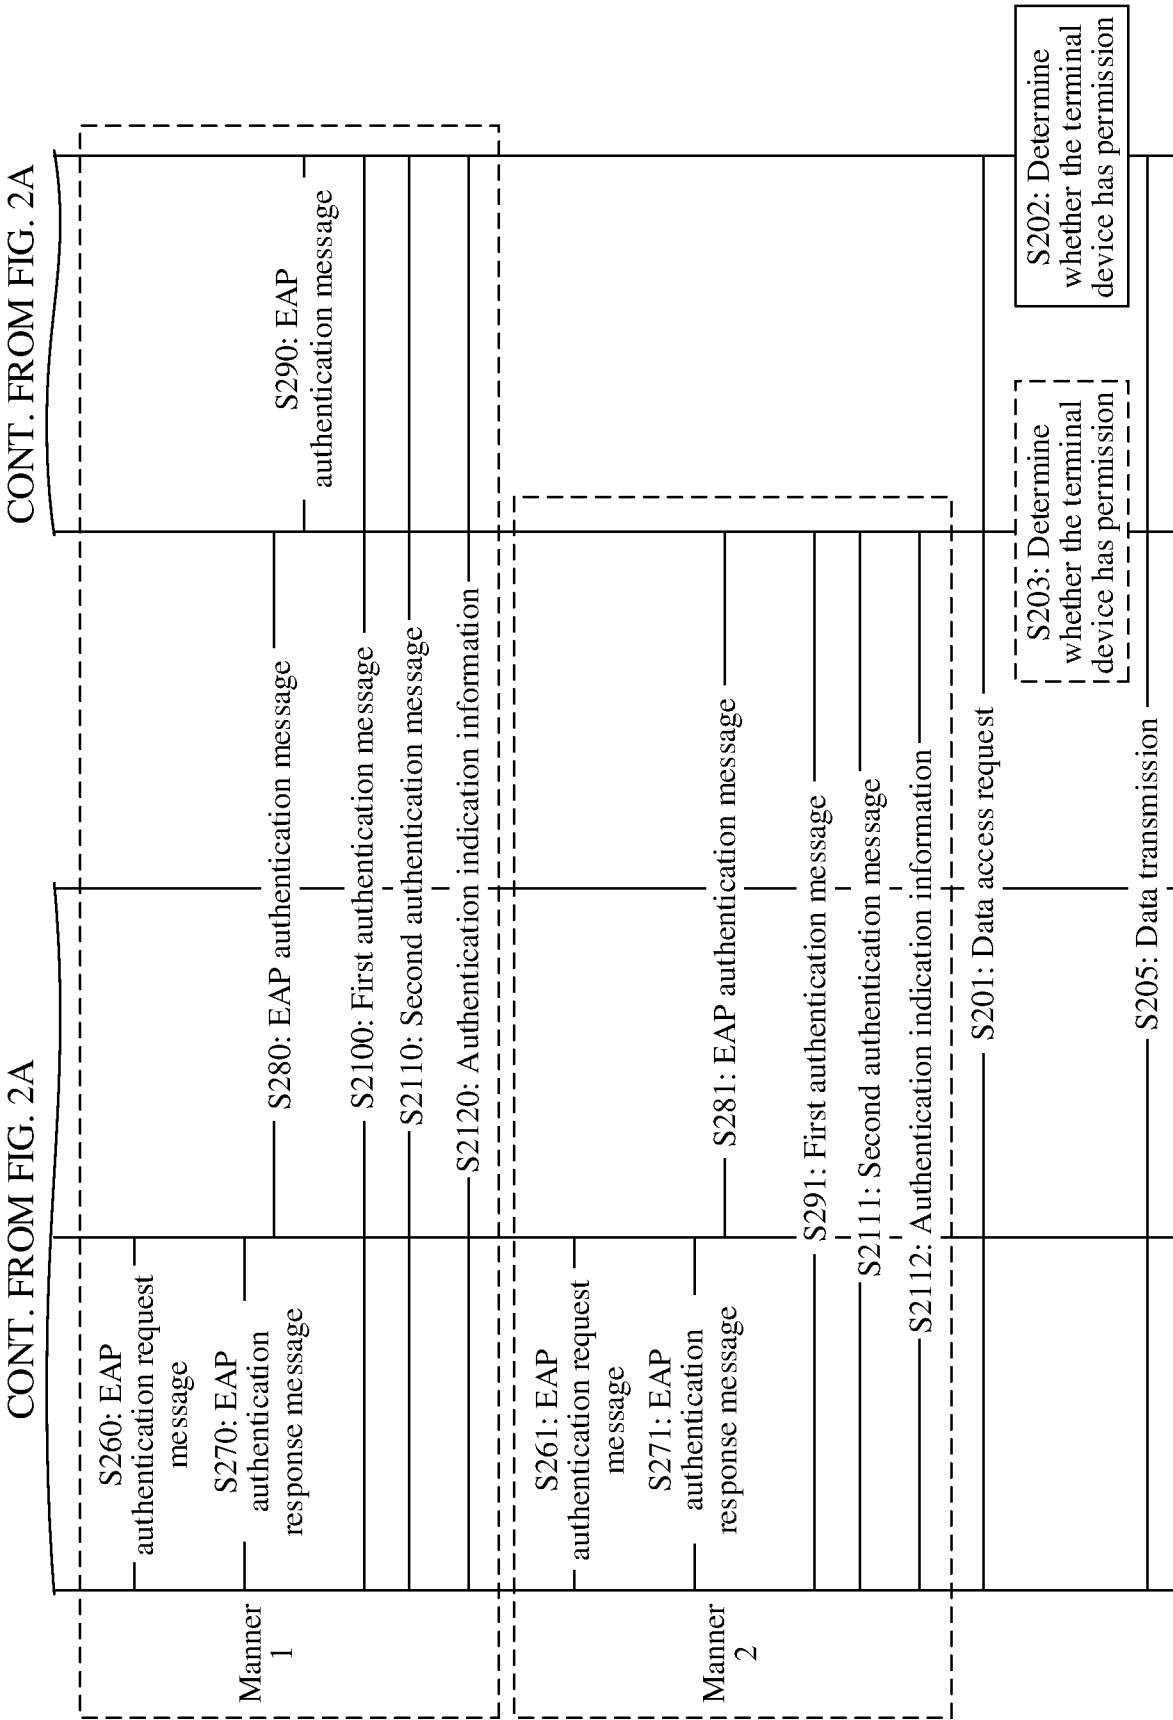 CONT. FROM FIG. 2A
CONT. FROM FIG. 2A
Manner
1
S260: EAP
authentication request
message
S270: EAP
authentication
response message
S280: EAP authentication message
S290: EAP
authentication message
S2100: First authentication message
S2110: Second authentication message
S2120: Authentication indication information
Manner
2
S261: EAP
authentication request
message
S271: EAP
authentication
response message
S281: EAP authentication message
S291: First authentication message
S2111: Second authentication message
S2112: Authentication indication information
S201: Data access request
S203: Determine
whether the terminal
device has permission
S202: Determine
whether the terminal
device has permission
S205: Data transmission